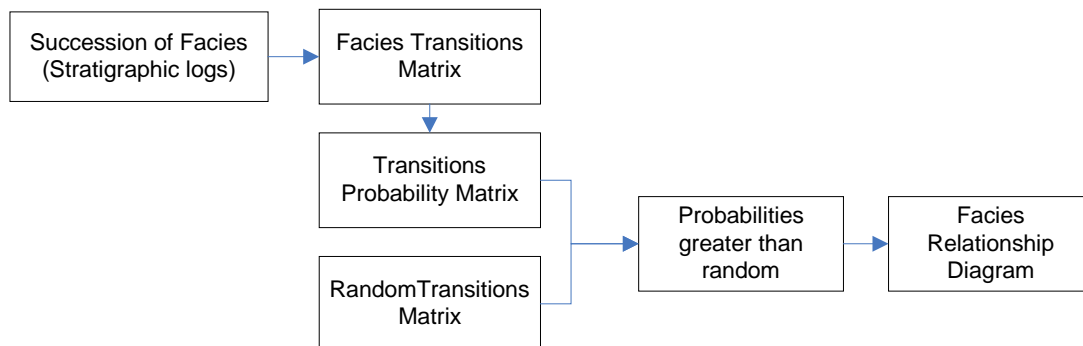 Succession of Facies
(Stratigraphic logs)
Facies Transitions
Matrix
Transitions
Probability Matrix
RandomTransitions
Matrix
Probabilities
greater than
random
Facies
Relationship
Diagram